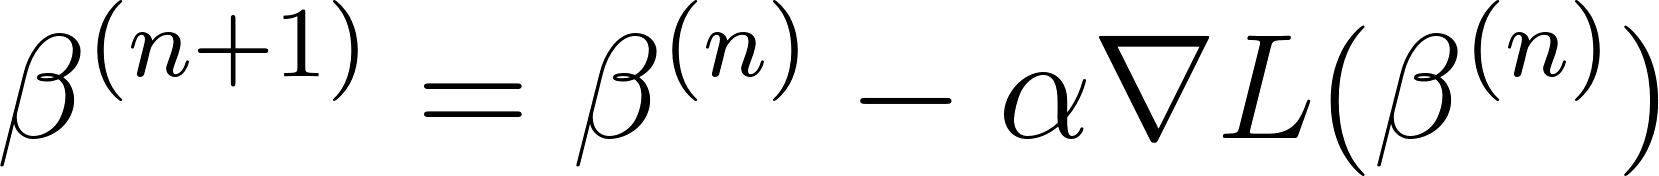 β^(n+1) = β^(n) − α∇L(β^(n))